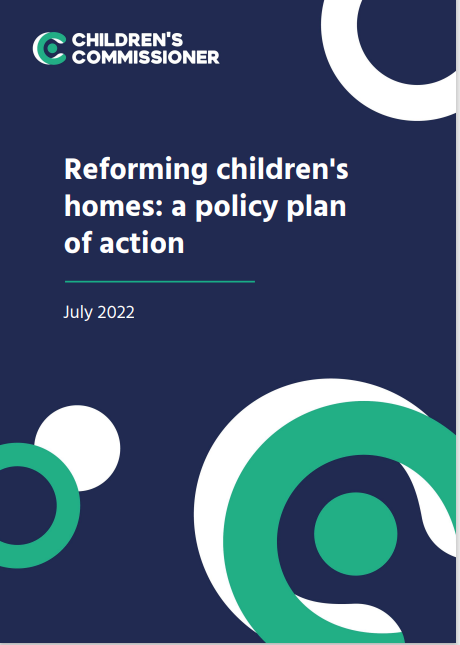 CHILDREN'S
COMMISSIONER
Reforming children's
homes: a policy plan
of action
July 2022